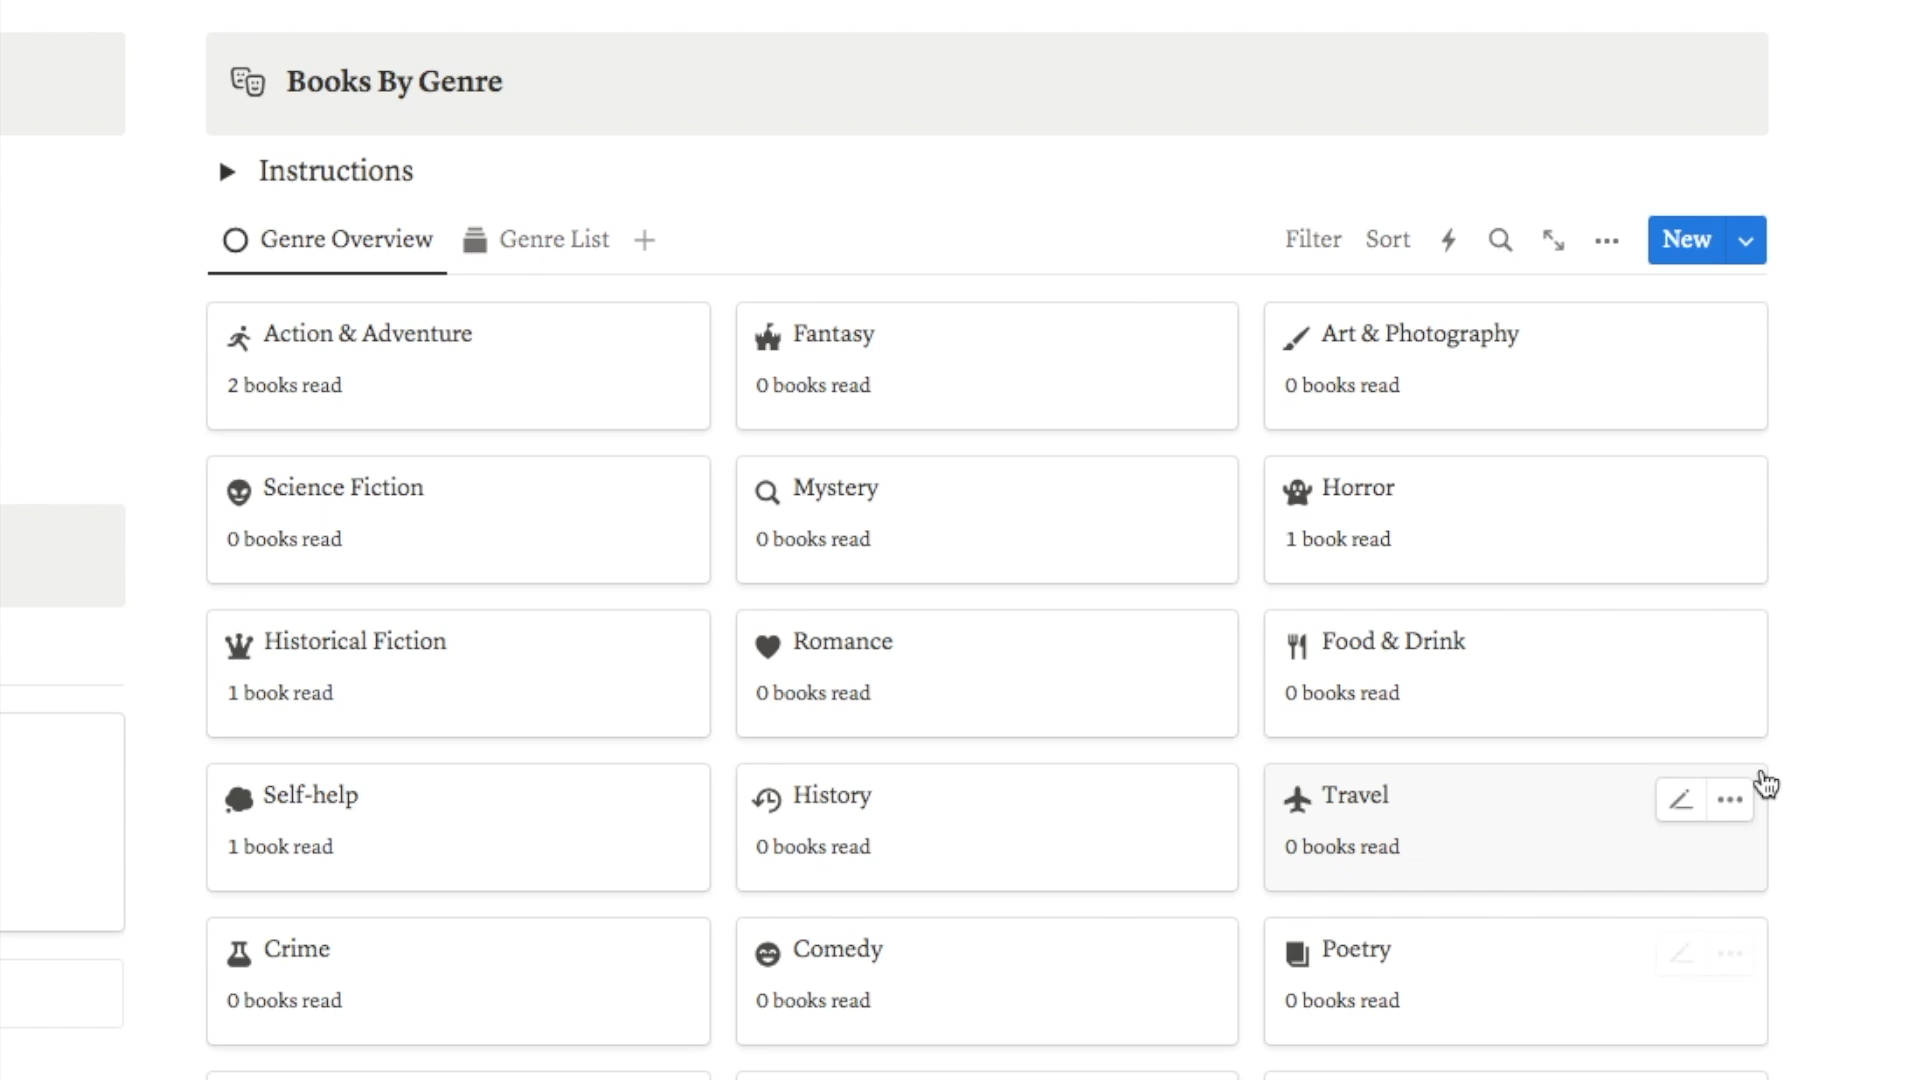 Books By Genre
Instructions
Genre Overview Genre List Filter Sort New
Action & Adventure Fantasy Art & Photography
2 books read 0 books read 0 books read
Science Fiction Mystery Horror
0 books read 0 books read 1 book read
Historical Fiction Romance Food & Drink
1 book read 0 books read 0 books read
Self-help History Travel
1 book read 0 books read 0 books read
Crime Comedy Poetry
0 books read 0 books read 0 books read